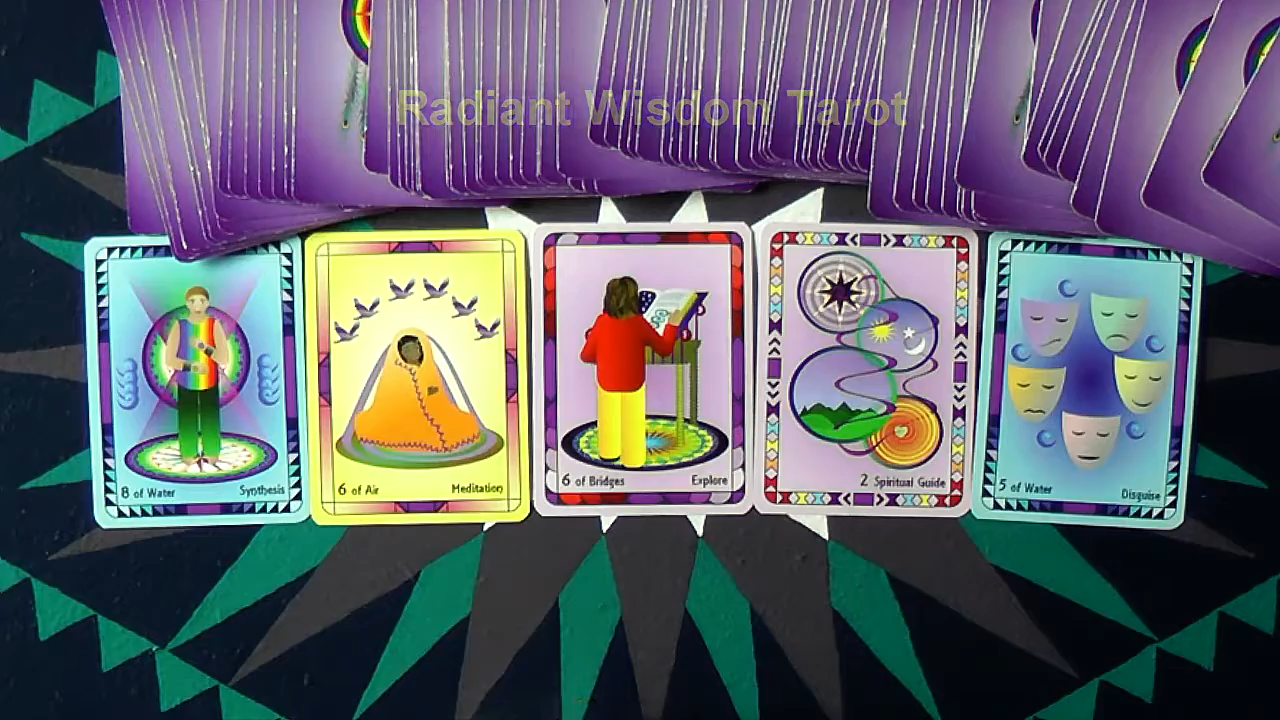 Radiant Wisdom Tarot
8 of Water Synthesis
6 of Air Meditation
6 of Bridges Explore
2 Spiritual Guide
5 of Water Disguise